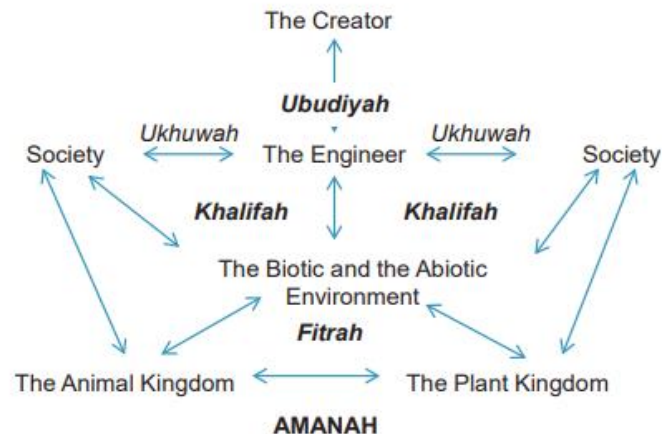 The Creator
Ubudiyah
Ukhuwah
Ukhuwah
Society
The Engineer
Society
Khalifah
Khalifah
The Biotic and the Abiotic
Environment
Fitrah
The Animal Kingdom
The Plant Kingdom
AMANAH